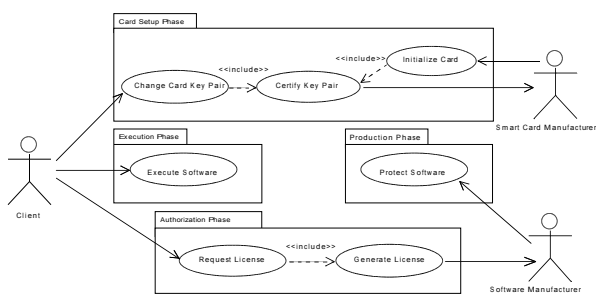 Card Setup Phase
<<include>>
Initialize Card
<<include>>
Change Card Key Pair
Certify Key Pair
Smart Card Manufacturer
Execution Phase
Production Phase
Execute Software
Protect Software
Client
Authorization Phase
<<include>>
Request License
Generate License
Software Manufacturer